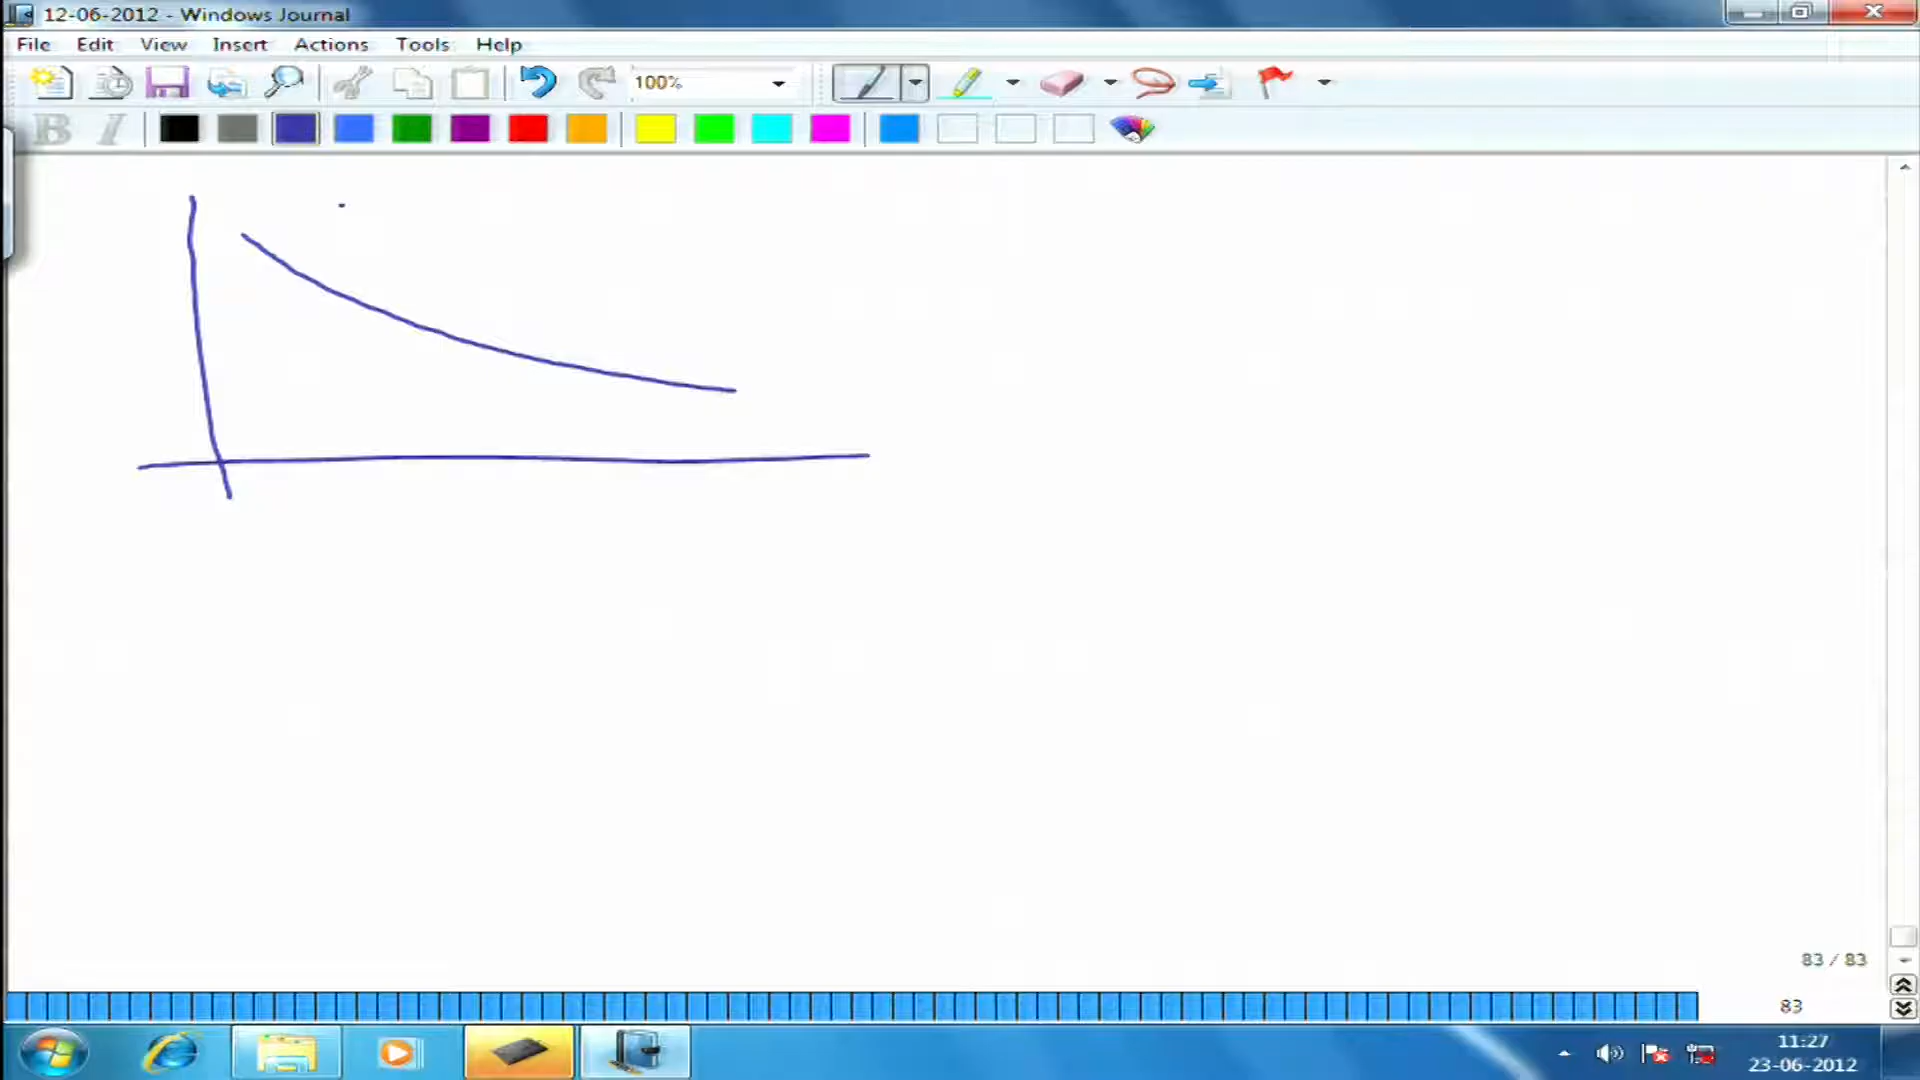 12-06-2012 - Windows Journal
File Edit View Insert Actions Tools Help
100%
B I
83 / 83
83
11:27
23-06-2012